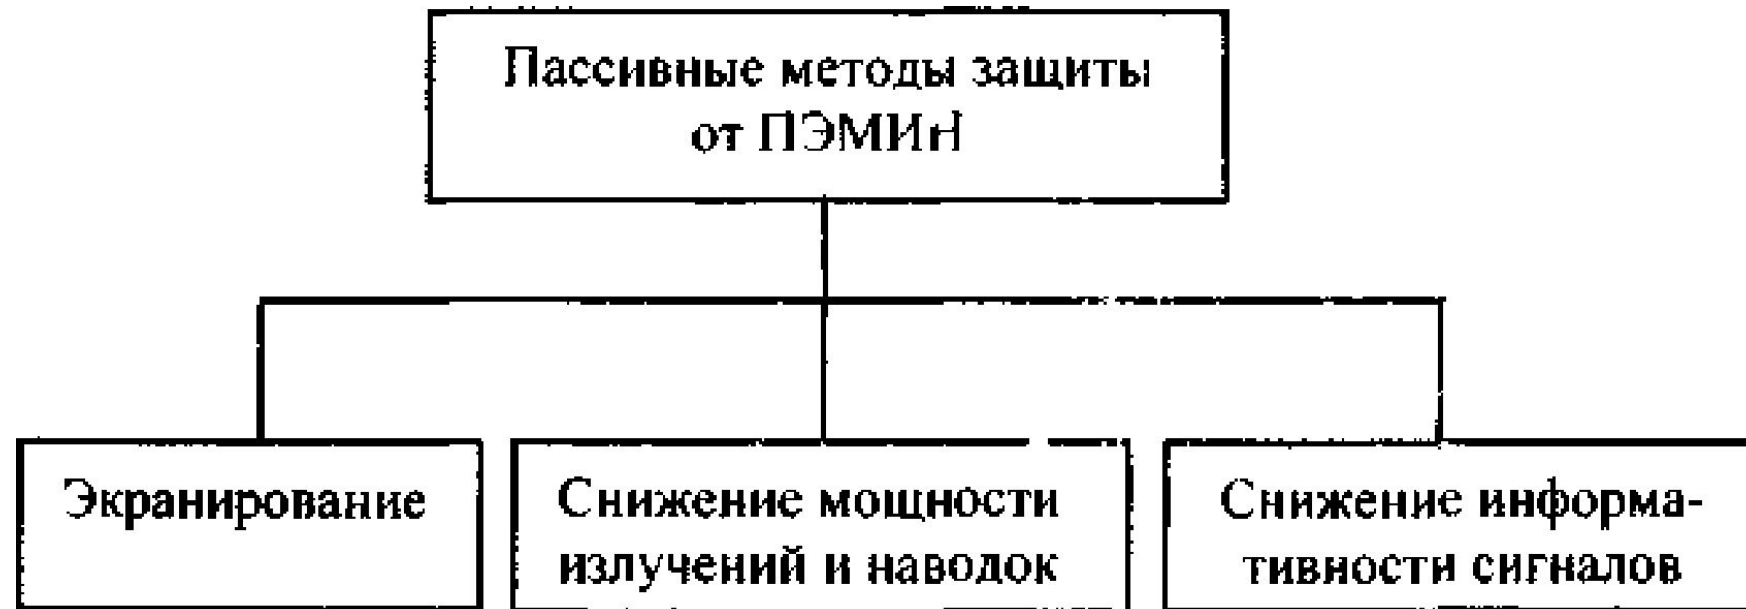 Пассивные методы защиты
от ПЭМИН
Экранирование
Снижение мощности
излучений и наводок
Снижение информа-
тивности сигналов